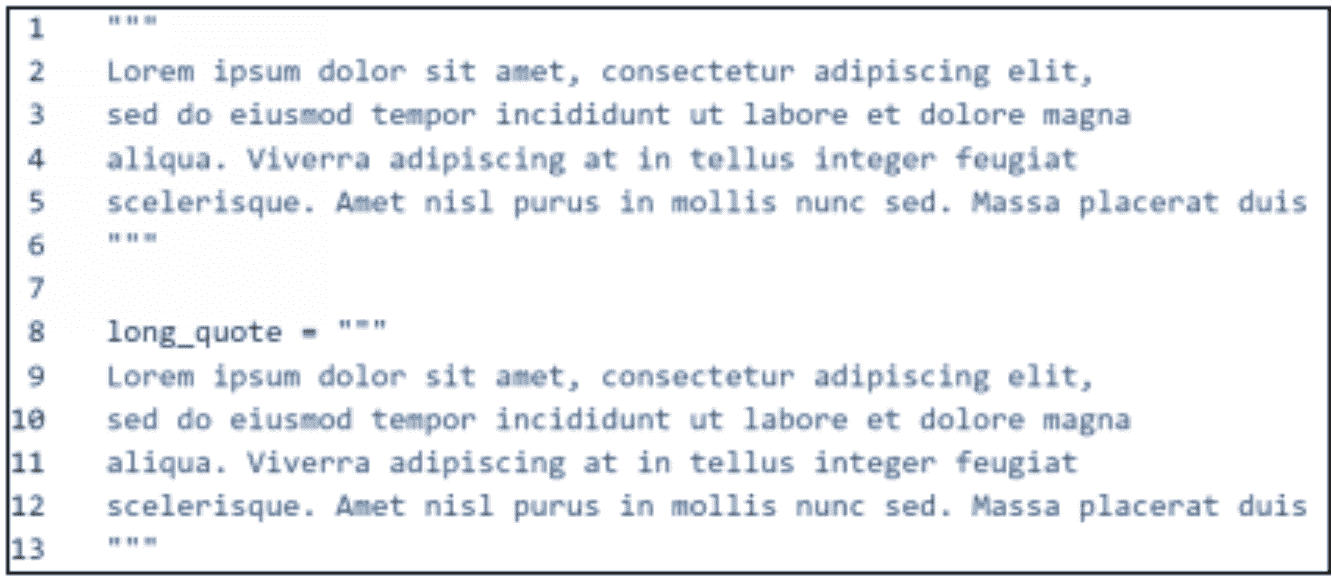 1 """
2 Lorem ipsum dolor sit amet, consectetur adipiscing elit,
3 sed do eiusmod tempor incididunt ut labore et dolore magna
4 aliqua. Viverra adipiscing at in tellus integer feugiat
5 scelerisque. Amet nisl purus in mollis nunc sed. Massa placerat duis
6 """
7
8 long_quote = """
9 Lorem ipsum dolor sit amet, consectetur adipiscing elit,
10 sed do eiusmod tempor incididunt ut labore et dolore magna
11 aliqua. Viverra adipiscing at in tellus integer feugiat
12 scelerisque. Amet nisl purus in mollis nunc sed. Massa placerat duis
13 """